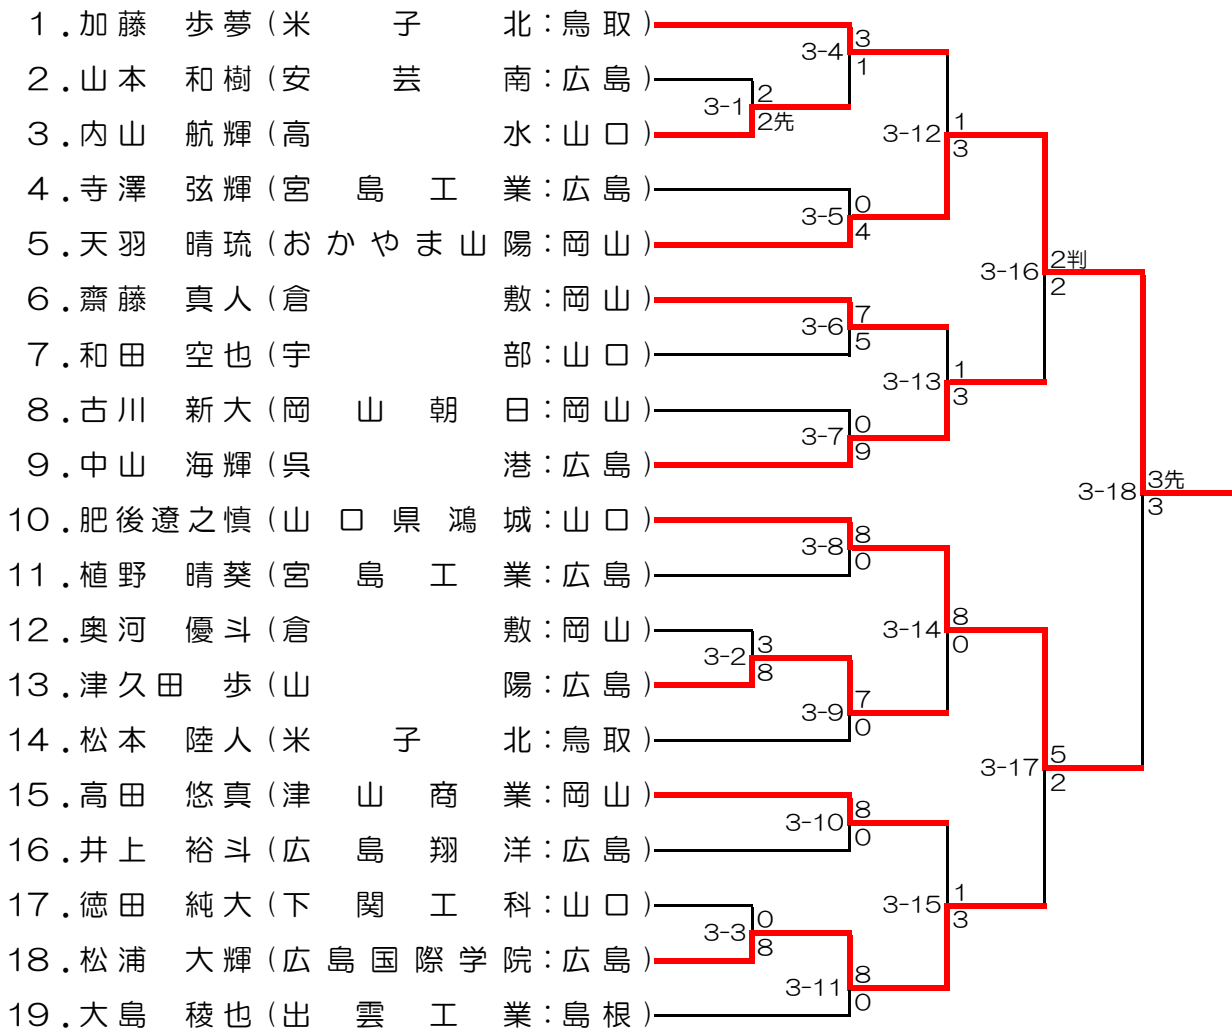 1.加藤 歩夢(米子北:鳥取)
3
3-4
1
2.山本 和樹(安芸南:広島)
2
3-1
2先
3.内山 航輝(高水:山口)
1
3-12
3
4.寺澤 弦輝(宮島工業:広島)
0
3-5
4
5.天羽 晴琉(おかやま山陽:岡山)
2判
3-16
2
6.齋藤 真人(倉敷:岡山)
7
3-6
5
7.和田 空也(宇部:山口)
1
3-13
3
8.古川 新大(岡山朝日:岡山)
0
3-7
9
9.中山 海輝(呉港:広島)
3先
3-18
3
10.肥後遼之慎(山口県鴻城:山口)
8
3-8
0
11.植野 晴葵(宮島工業:広島)
12.奥河 優斗(倉敷:岡山)
8
3-14
0
3
3-2
8
13.津久田 歩(山陽:広島)
7
3-9
0
14.松本 陸人(米子北:鳥取)
5
3-17
2
15.高田 悠真(津山商業:岡山)
8
3-10
0
16.井上 裕斗(広島翔洋:広島)
17.徳田 純大(下関工科:山口)
1
3-15
3
0
3-3
8
18.松浦 大輝(広島国際学院:広島)
8
3-11
0
19.大島 稜也(出雲工業:島根)